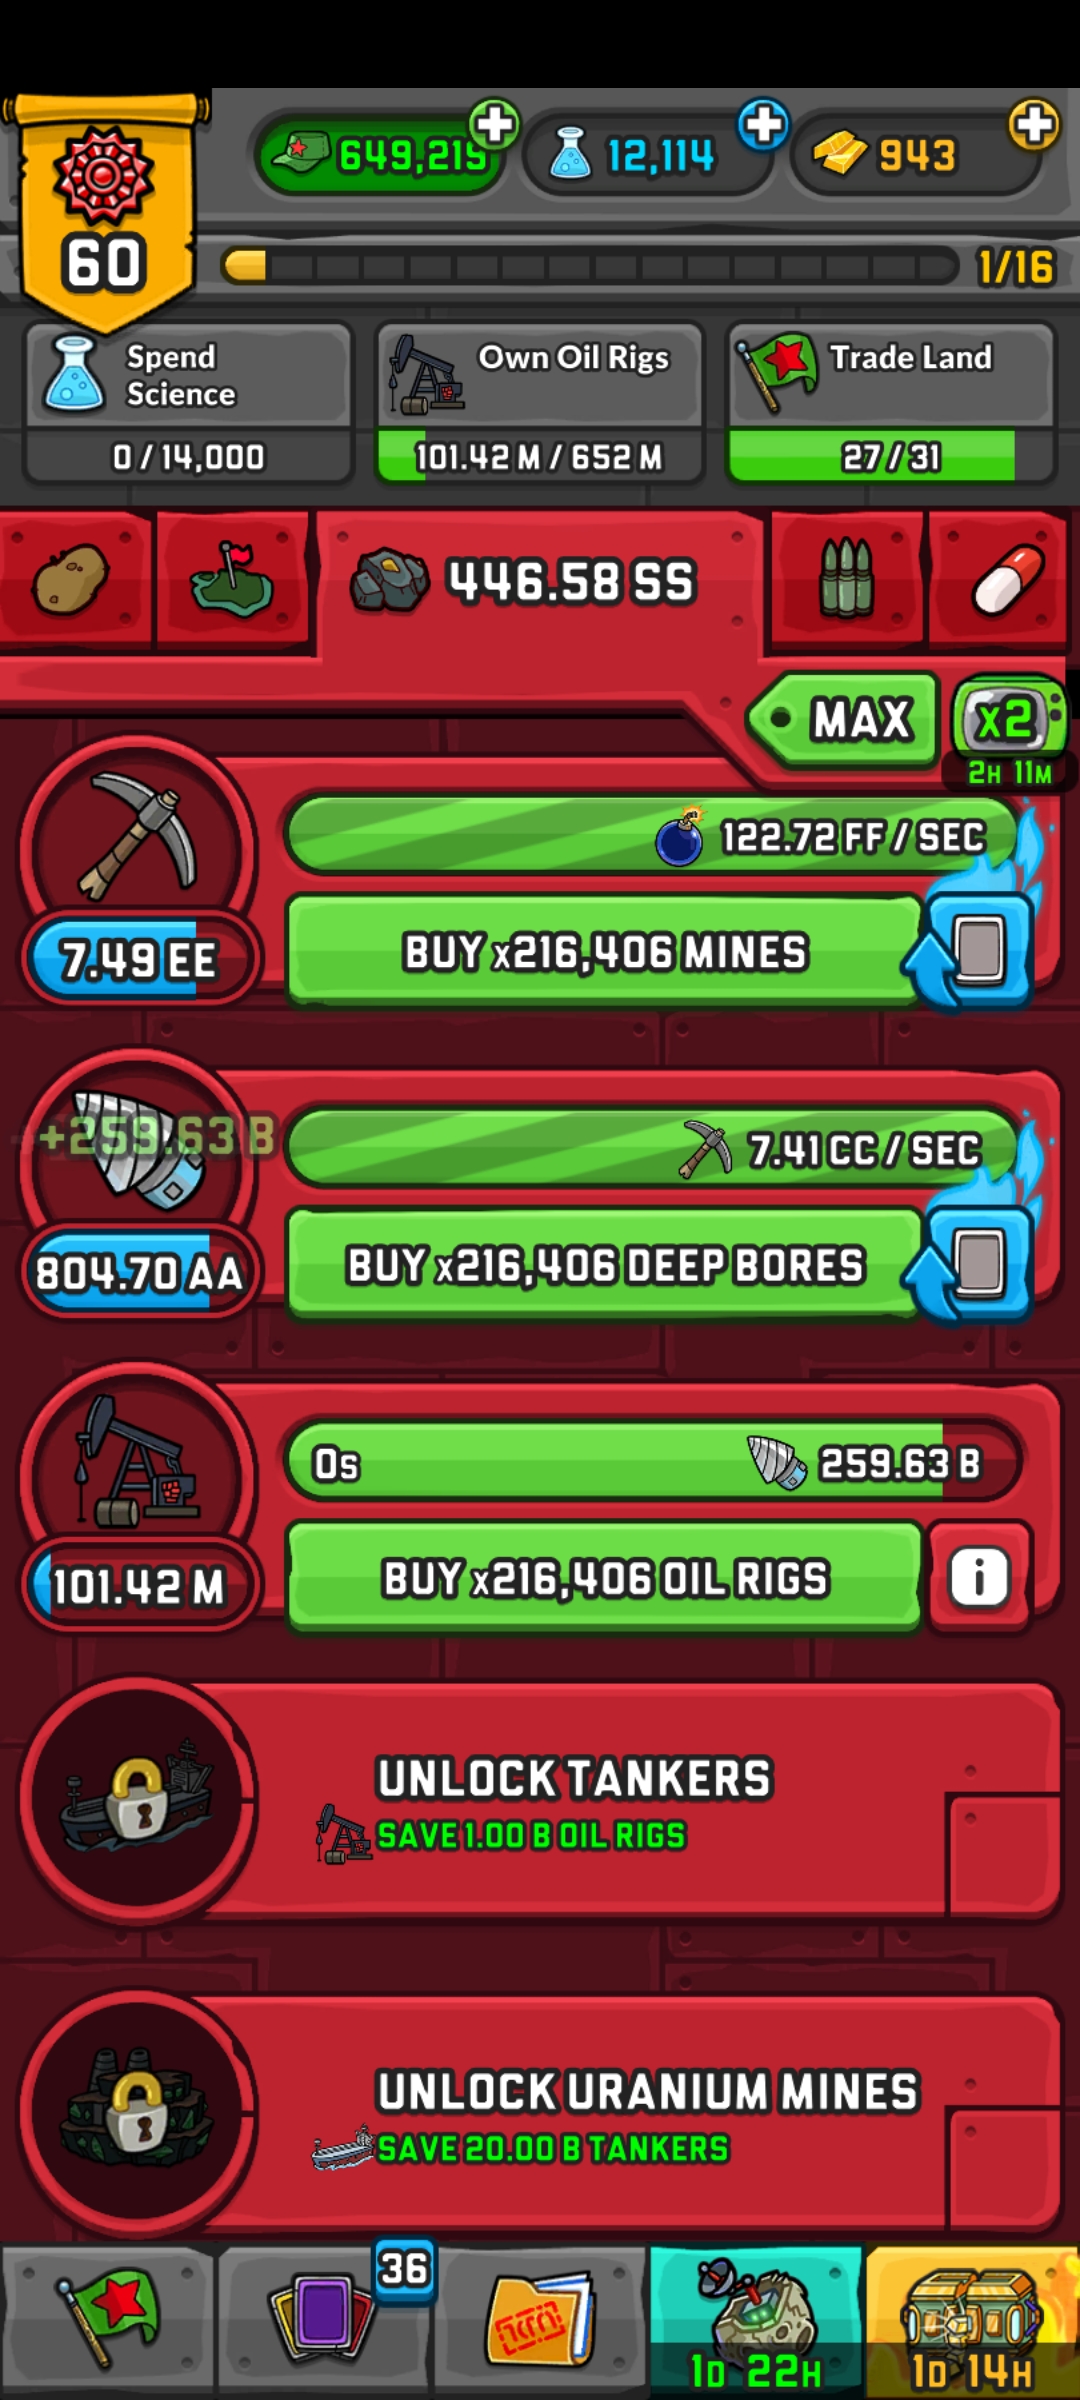 60
649,219
12,114
943
1/16
Spend
Science
0 / 14,000
Own Oil Rigs
101.42 M / 652 M
Trade Land
27 / 31
446.58 SS
MAX
x2
2H 11M
122.72 FF / SEC
7.49 EE
BUY x216,406 MINES
+259.63 B
7.41 CC / SEC
804.70 AA
BUY x216,406 DEEP BORES
0s
259.63 B
101.42 M
BUY x216,406 OIL RIGS
i
UNLOCK TANKERS
SAVE 1.00 B OIL RIGS
UNLOCK URANIUM MINES
SAVE 20.00 B TANKERS
36
1D 22H
1D 14H